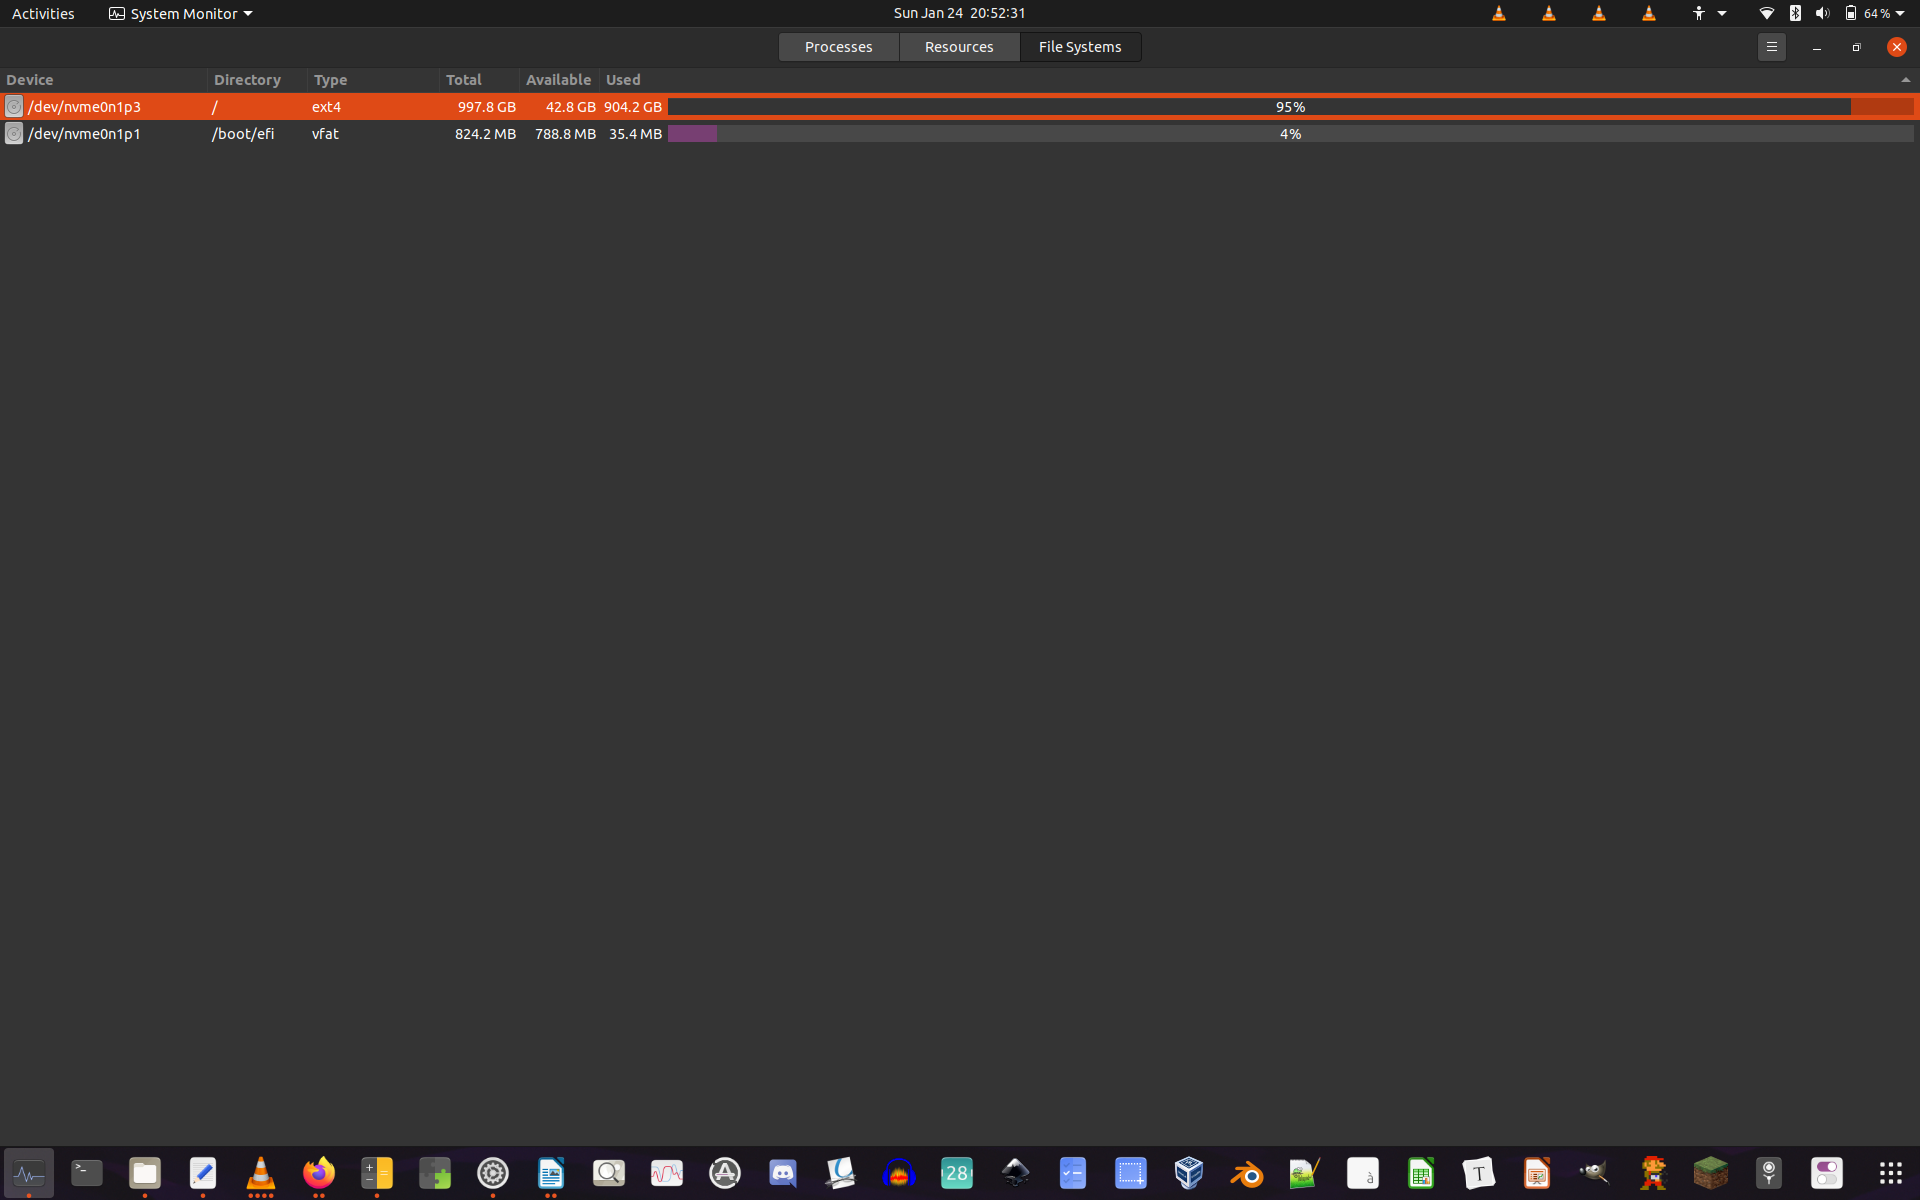 Activities System Monitor Sun Jan 24 20:52:31 64 %
Processes Resources File Systems
Device Directory Type Total Available Used
/dev/nvme0n1p3 / ext4 997.8 GB 42.8 GB 904.2 GB 95%
/dev/nvme0n1p1 /boot/efi vfat 824.2 MB 788.8 MB 35.4 MB 4%
28 à T